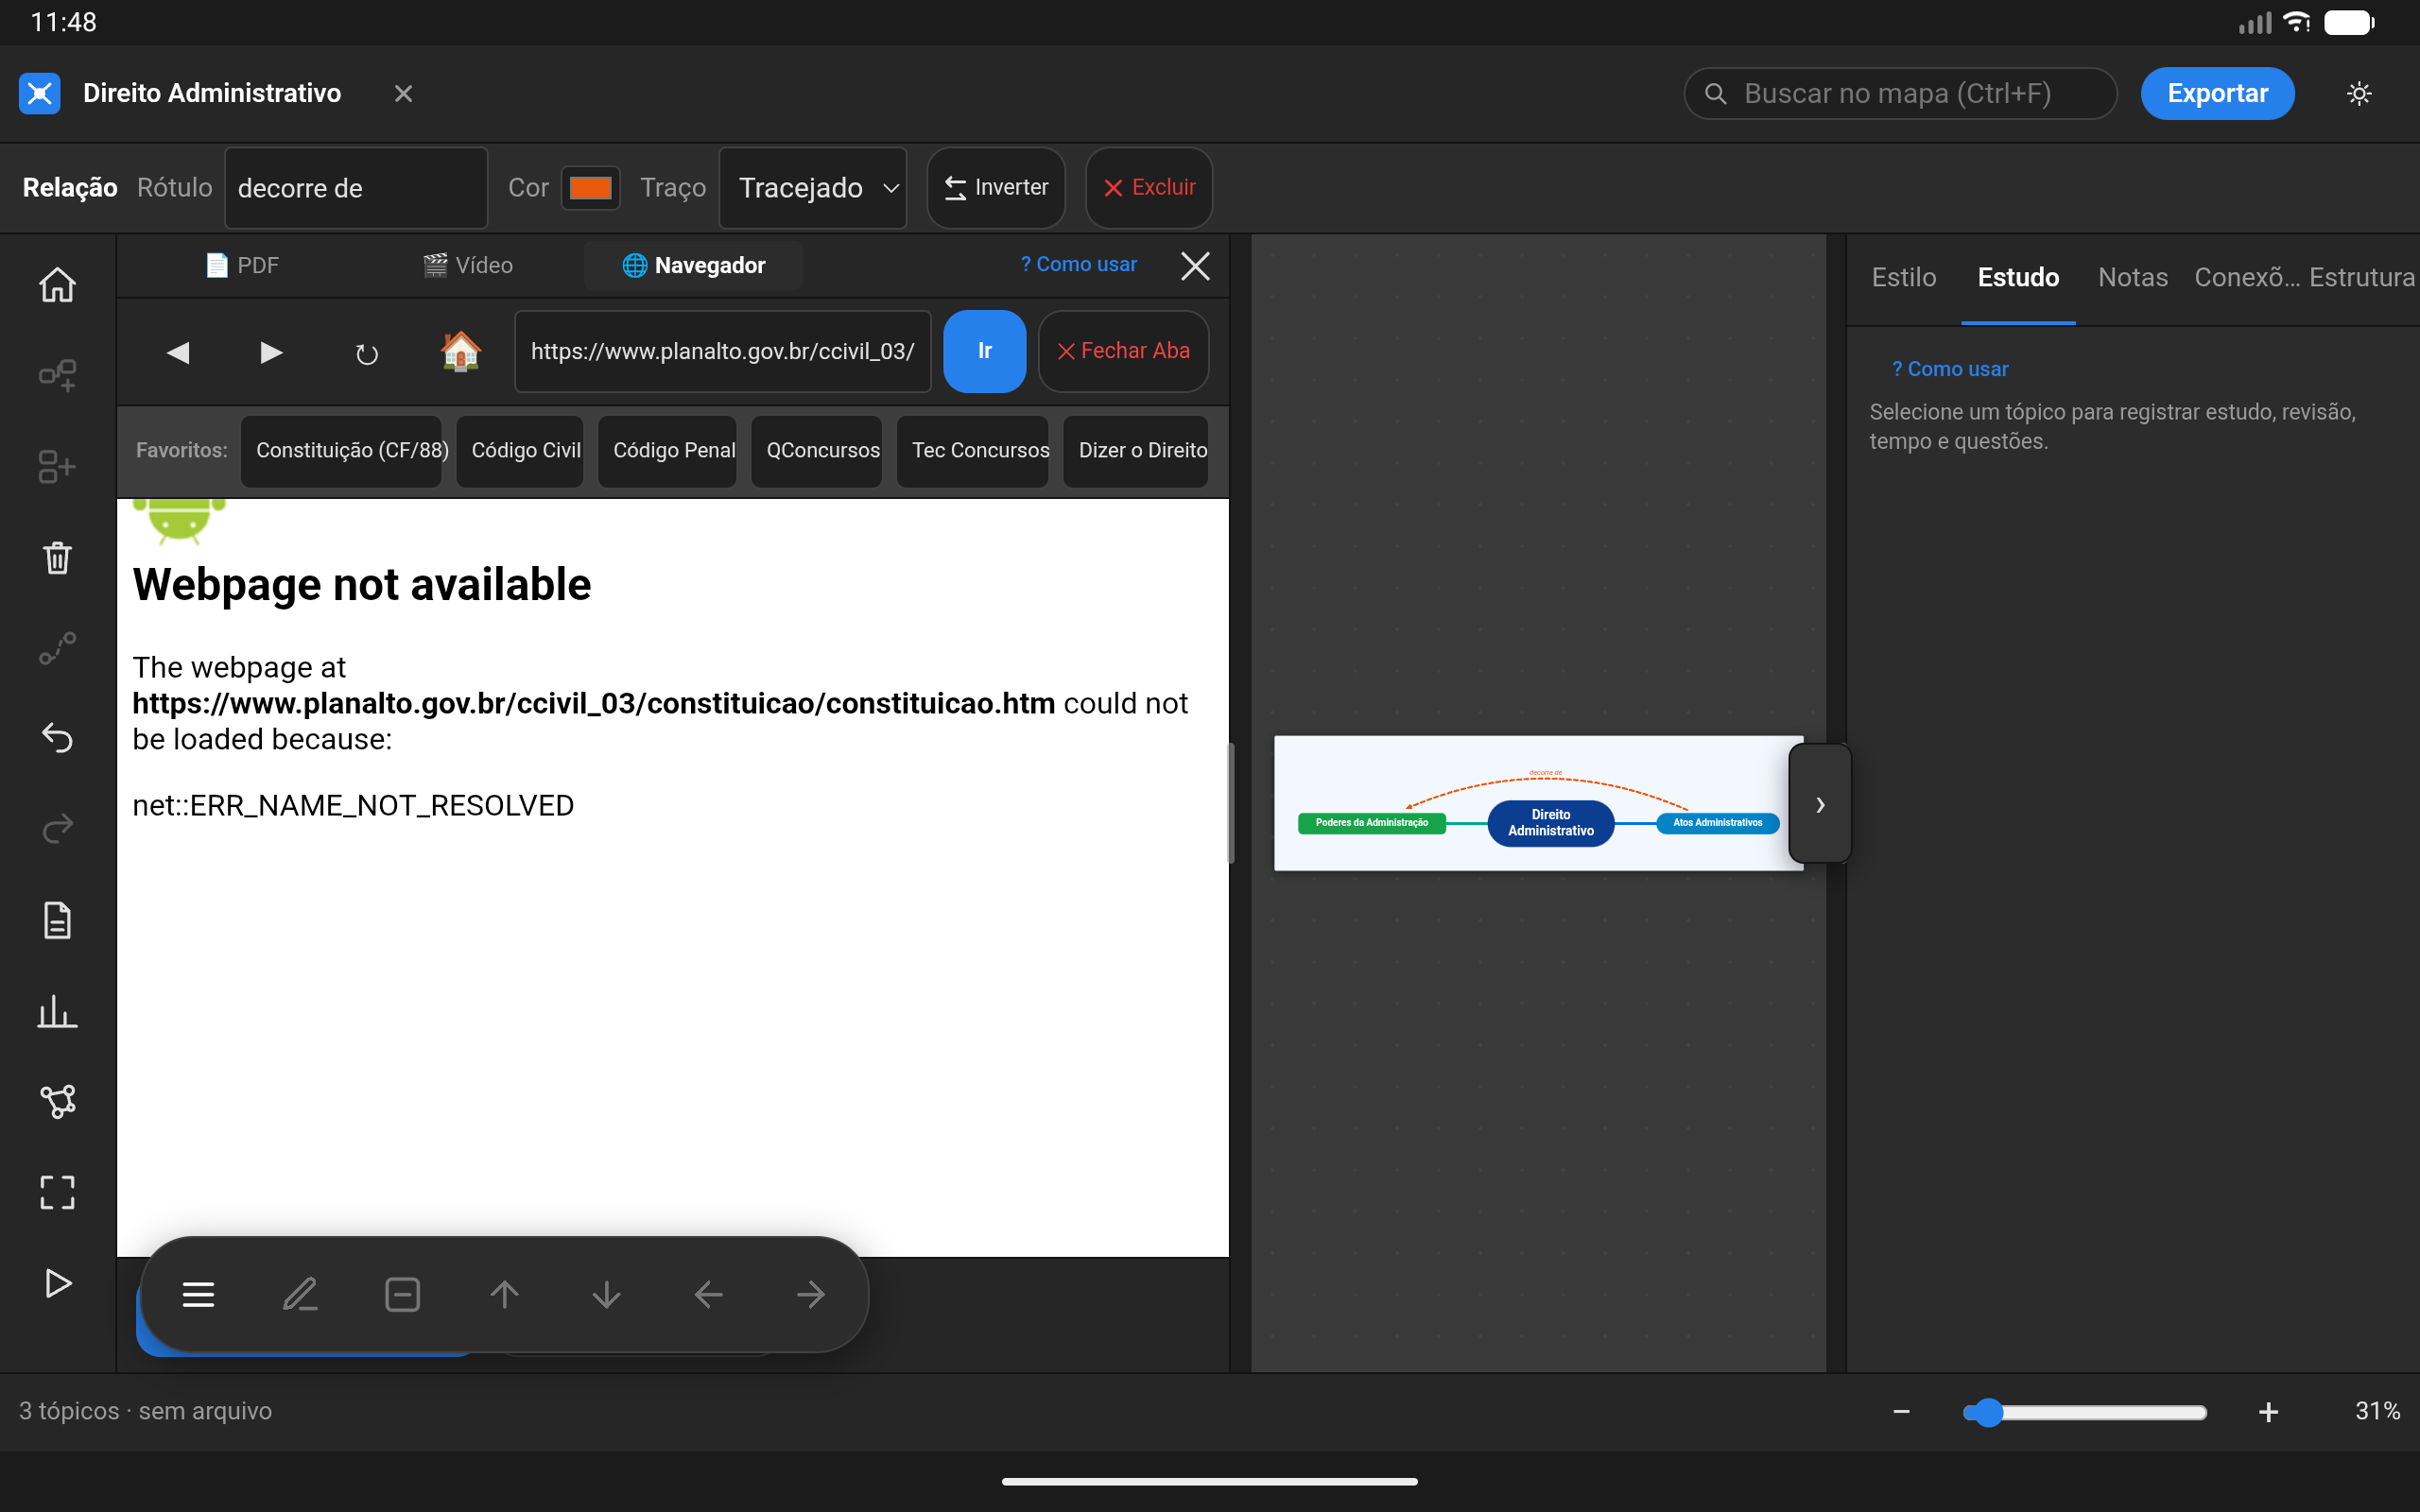 11:48
Direito Administrativo
Buscar no mapa (Ctrl+F)
Exportar
Relação Rótulo decorre de Cor Traço Tracejado Inverter Excluir
PDF Vídeo Navegador ? Como usar
https://www.planalto.gov.br/ccivil_03/ Ir Fechar Aba
Favoritos: Constituição (CF/88) Código Civil Código Penal QConcursos Tec Concursos Dizer o Direito
Webpage not available
The webpage at
https://www.planalto.gov.br/ccivil_03/constituicao/constituicao.htm could not
be loaded because:
net::ERR_NAME_NOT_RESOLVED
decorre de
Poderes da Administração
Direito
Administrativo
Atos Administrativos
Estilo Estudo Notas Conexõ... Estrutura
? Como usar
Selecione um tópico para registrar estudo, revisão,
tempo e questões.
3 tópicos · sem arquivo
31%